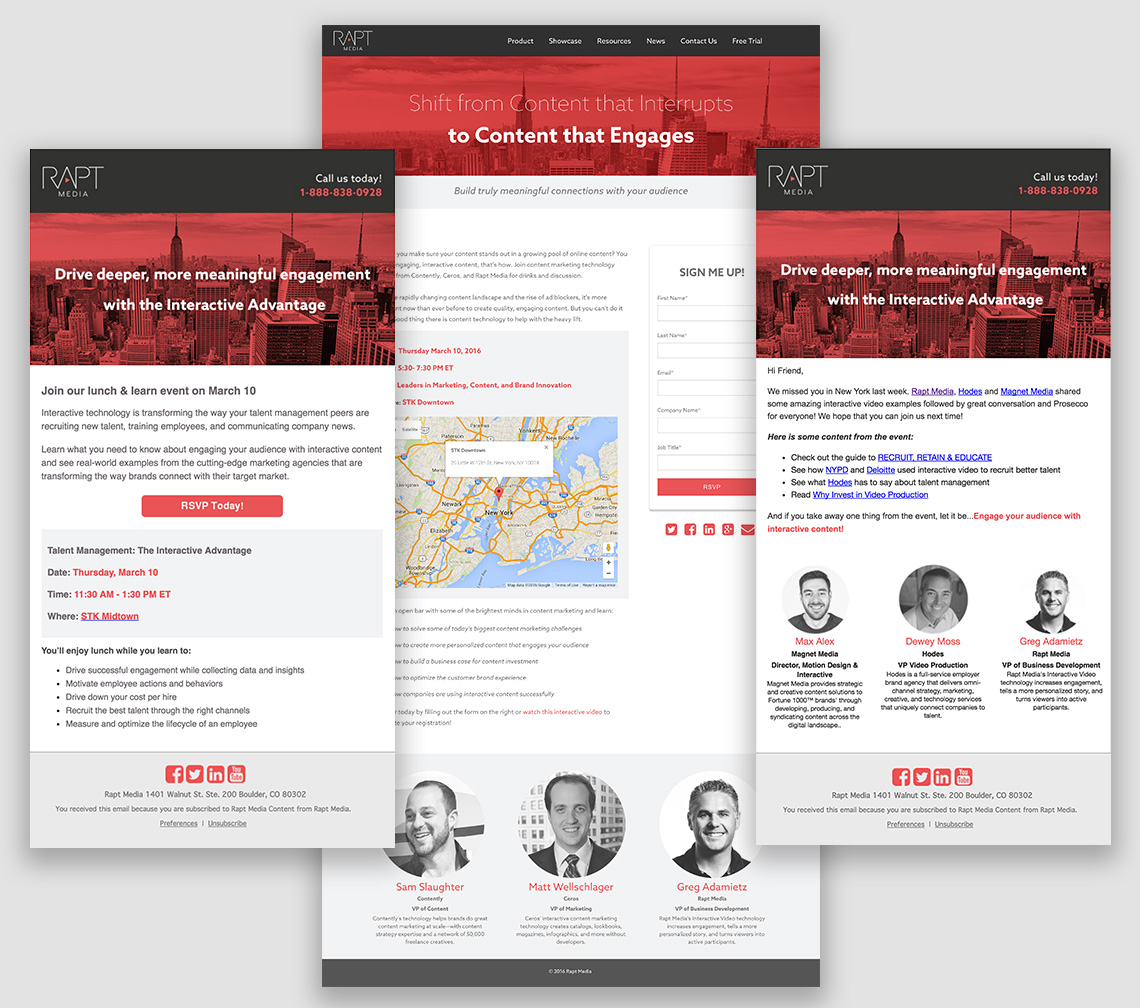 RAPT
MEDIA
Product Showcase Resources News Contact Us Free Trial
Shift from Content that Interrupts
to Content that Engages
Build truly meaningful connections with your audience
you make sure your content stands out in a growing pool of online content? You
engaging, interactive content, that's how. Join content marketing technology
from Contently, Ceros, and Rapt Media for drinks and discussion.
rapidly changing content landscape and the rise of ad blockers, it's more
now than ever before to create quality, engaging content. But you can't do it
good thing there is content technology to help with the heavy lift.
Thursday March 10, 2016
5:30- 7:30 PM ET
Leaders in Marketing, Content, and Brand Innovation
STK Downtown
Satellite
Paterson
Paramus
Yonkers
New Rochelle
STK Downtown
26 Little W 12th St, New York, NY 10014
Newark
New York
Elizabeth
Woodbridge
Township
Massapequa
Garden City
Hempstead
Lower Bay
Map data ©2016 Google Terms of Use Report a map error
open bar with some of the brightest minds in content marketing and learn:
to solve some of today's biggest content marketing challenges
to create more personalized content that engages your audience
to build a business case for content investment
to optimize the customer brand experience
companies are using interactive content successfully
today by filling out the form on the right or watch this interactive video to
your registration!
SIGN ME UP!
First Name*
Last Name*
Email*
Company Name*
Job Title*
RSVP
Sam Slaughter
Contently
VP of Content
Contently's technology helps brands do great
content marketing at scale—with content
strategy expertise and a network of 50,000
freelance creatives.
Matt Wellschlager
Ceros
VP of Marketing
Ceros' interactive content marketing
technology creates catalogs, lookbooks,
magazines, infographics, and more without
developers.
Greg Adamietz
Rapt Media
VP of Business Development
Rapt Media's Interactive Video technology
increases engagement, tells a more
personalized story, and turns viewers into
active participants.
© 2016 Rapt Media
RAPT
MEDIA
Call us today!
1-888-838-0928
Drive deeper, more meaningful engagement
with the Interactive Advantage
Join our lunch & learn event on March 10
Interactive technology is transforming the way your talent management peers are
recruiting new talent, training employees, and communicating company news.
Learn what you need to know about engaging your audience with interactive content
and see real-world examples from the cutting-edge marketing agencies that are
transforming the way brands connect with their target market.
RSVP Today!
Talent Management: The Interactive Advantage
Date: Thursday, March 10
Time: 11:30 AM - 1:30 PM ET
Where: STK Midtown
You'll enjoy lunch while you learn to:
• Drive successful engagement while collecting data and insights
• Motivate employee actions and behaviors
• Drive down your cost per hire
• Recruit the best talent through the right channels
• Measure and optimize the lifecycle of an employee
You Tube
Rapt Media 1401 Walnut St. Ste. 200 Boulder, CO 80302
You received this email because you are subscribed to Rapt Media Content from Rapt Media.
Preferences | Unsubscribe
RAPT
MEDIA
Call us today!
1-888-838-0928
Drive deeper, more meaningful engagement
with the Interactive Advantage
Hi Friend,
We missed you in New York last week. Rapt Media, Hodes and Magnet Media shared
some amazing interactive video examples followed by great conversation and Prosecco
for everyone! We hope that you can join us next time!
Here is some content from the event:
• Check out the guide to RECRUIT, RETAIN & EDUCATE
• See how NYPD and Deloitte used interactive video to recruit better talent
• See what Hodes has to say about talent management
• Read Why Invest in Video Production
And if you take away one thing from the event, let it be...Engage your audience with
interactive content!
Max Alex
Magnet Media
Director, Motion Design &
Interactive
Magnet Media provides strategic
and creative content solutions to
Fortune 1000™ brands' through
developing, producing, and
syndicating content across the
digital landscape..
Dewey Moss
Hodes
VP Video Production
Hodes is a full-service employer
brand agency that delivers omni-
channel strategy, marketing,
creative, and technology services
that uniquely connect companies to
talent.
Greg Adamietz
Rapt Media
VP of Business Development
Rapt Media's Interactive Video
technology increases engagement,
tells a more personalized story, and
turns viewers into active
participants.
You Tube
Rapt Media 1401 Walnut St. Ste. 200 Boulder, CO 80302
You received this email because you are subscribed to Rapt Media Content from Rapt Media.
Preferences | Unsubscribe